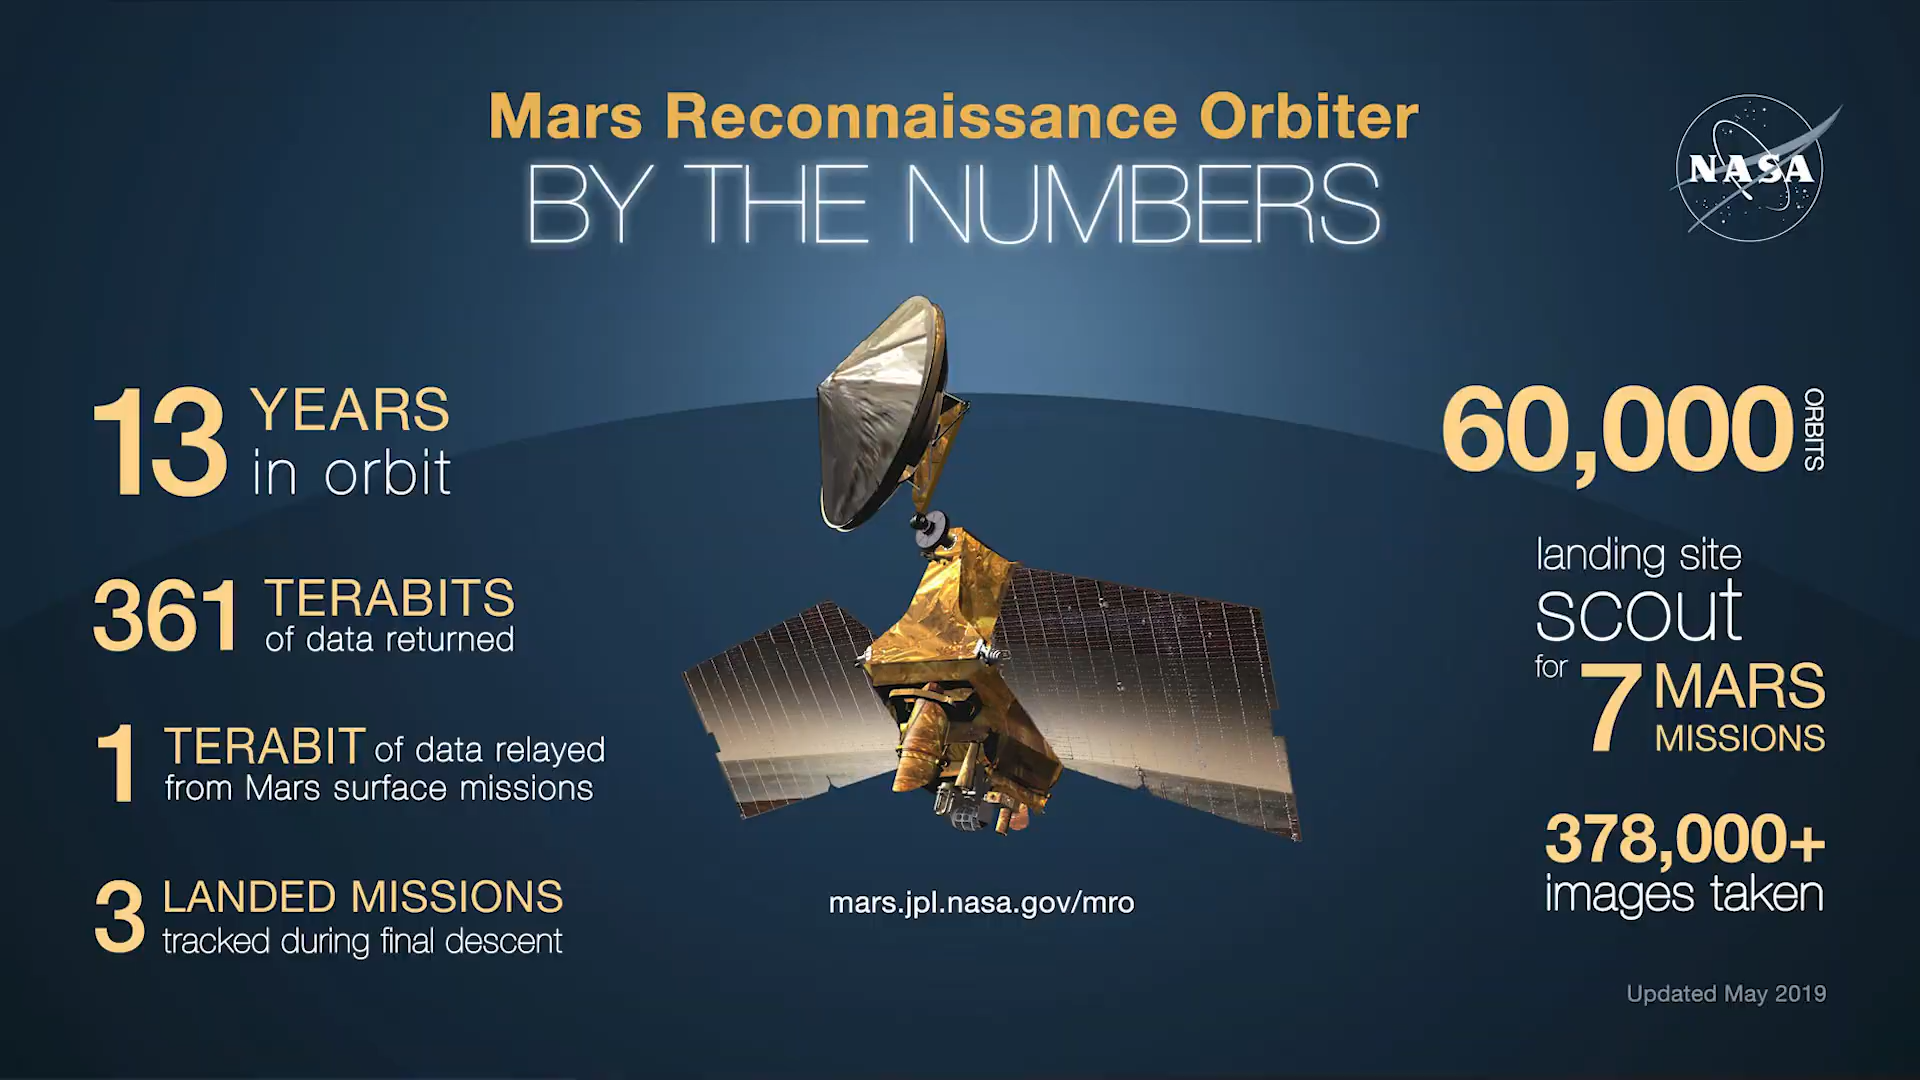 Mars Reconnaissance Orbiter
BY THE NUMBERS
NASA
13 YEARS
in orbit
361 TERABITS
of data returned
1 TERABIT of data relayed
from Mars surface missions
3 LANDED MISSIONS
tracked during final descent
60,000 ORBITS
landing site
scout
for 7 MARS
MISSIONS
378,000+
images taken
mars.jpl.nasa.gov/mro
Updated May 2019